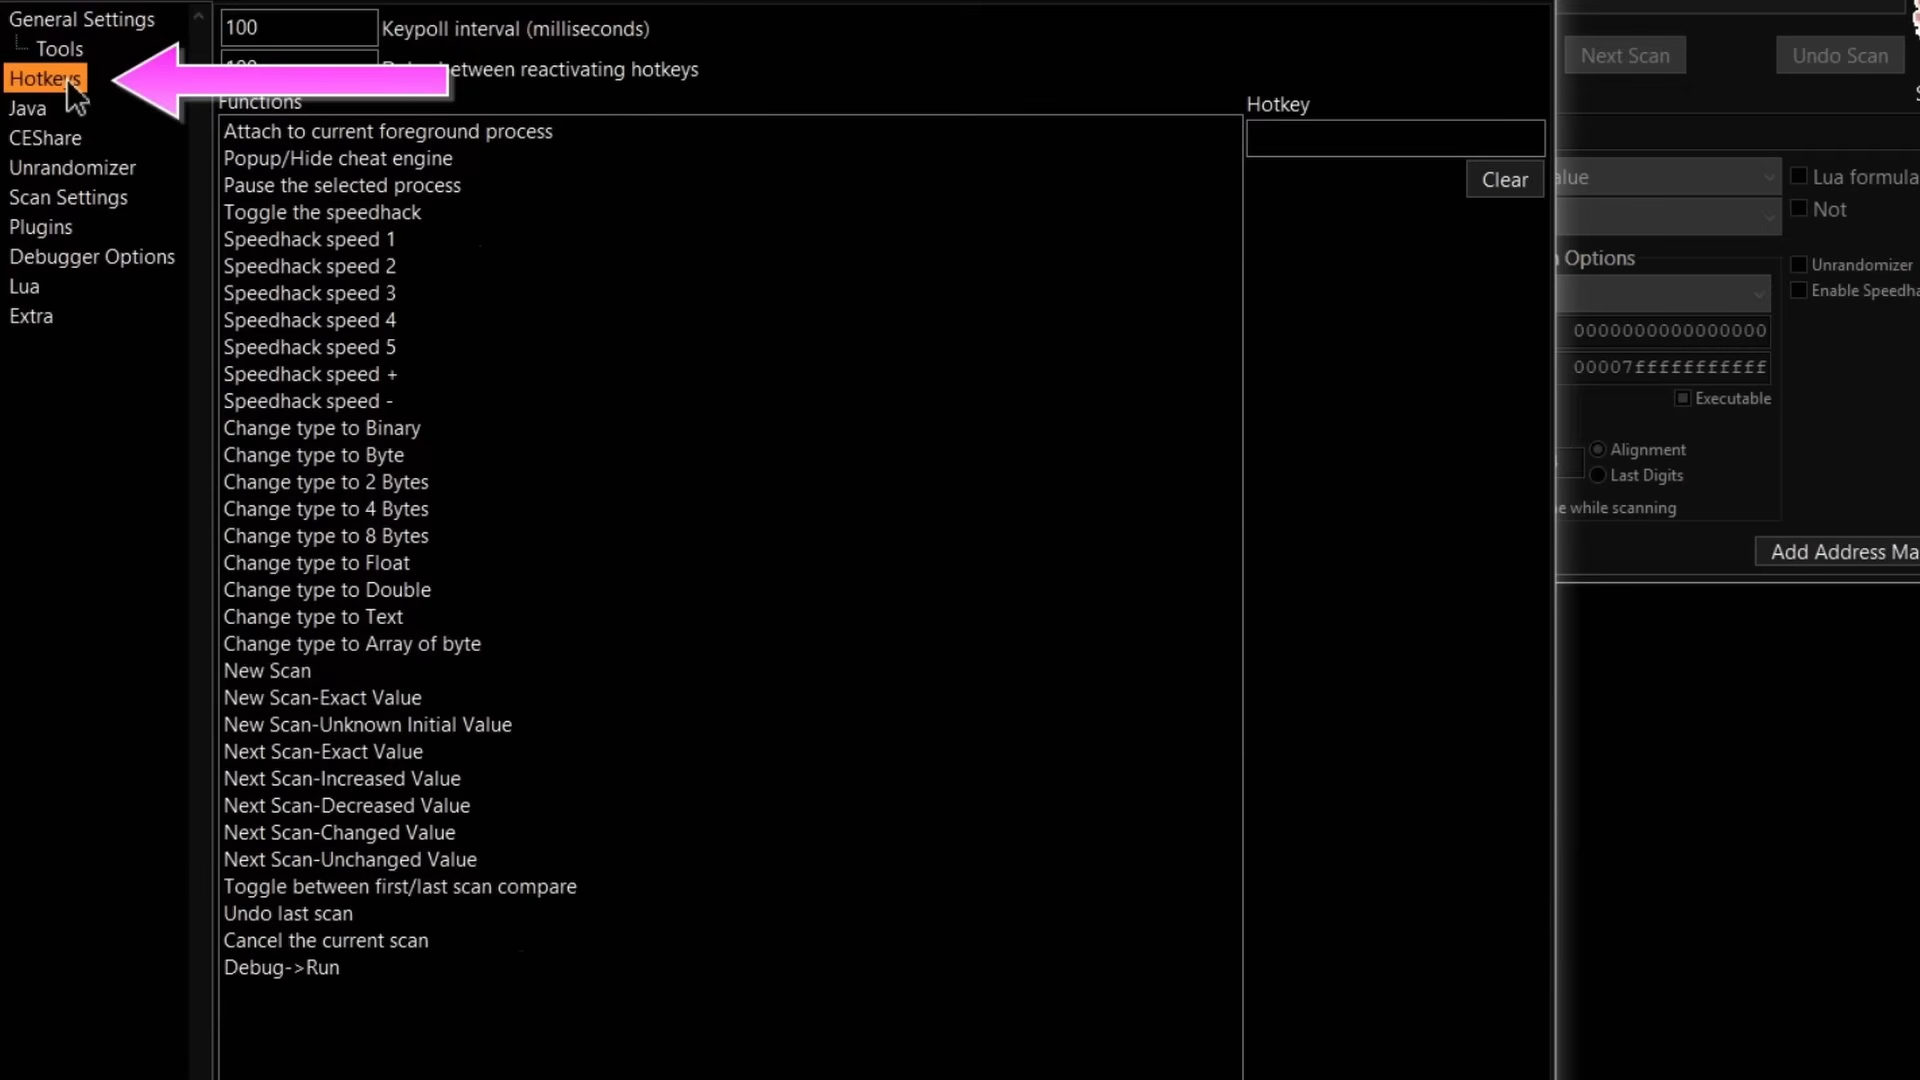 General Settings
Tools
Hotkeys
Java
CEShare
Unrandomizer
Scan Settings
Plugins
Debugger Options
Lua
Extra
100 Keypoll interval (milliseconds)
between reactivating hotkeys
Functions
Attach to current foreground process
Popup/Hide cheat engine
Pause the selected process
Toggle the speedhack
Speedhack speed 1
Speedhack speed 2
Speedhack speed 3
Speedhack speed 4
Speedhack speed 5
Speedhack speed +
Speedhack speed -
Change type to Binary
Change type to Byte
Change type to 2 Bytes
Change type to 4 Bytes
Change type to 8 Bytes
Change type to Float
Change type to Double
Change type to Text
Change type to Array of byte
New Scan
New Scan-Exact Value
New Scan-Unknown Initial Value
Next Scan-Exact Value
Next Scan-Increased Value
Next Scan-Decreased Value
Next Scan-Changed Value
Next Scan-Unchanged Value
Toggle between first/last scan compare
Undo last scan
Cancel the current scan
Debug->Run
Hotkey
Clear
Next Scan Undo Scan
alue
Lua formula
Not
Options
Unrandomizer
Enable Speedha
0000000000000000
00007fffffffffff
Executable
Alignment
Last Digits
e while scanning
Add Address Ma